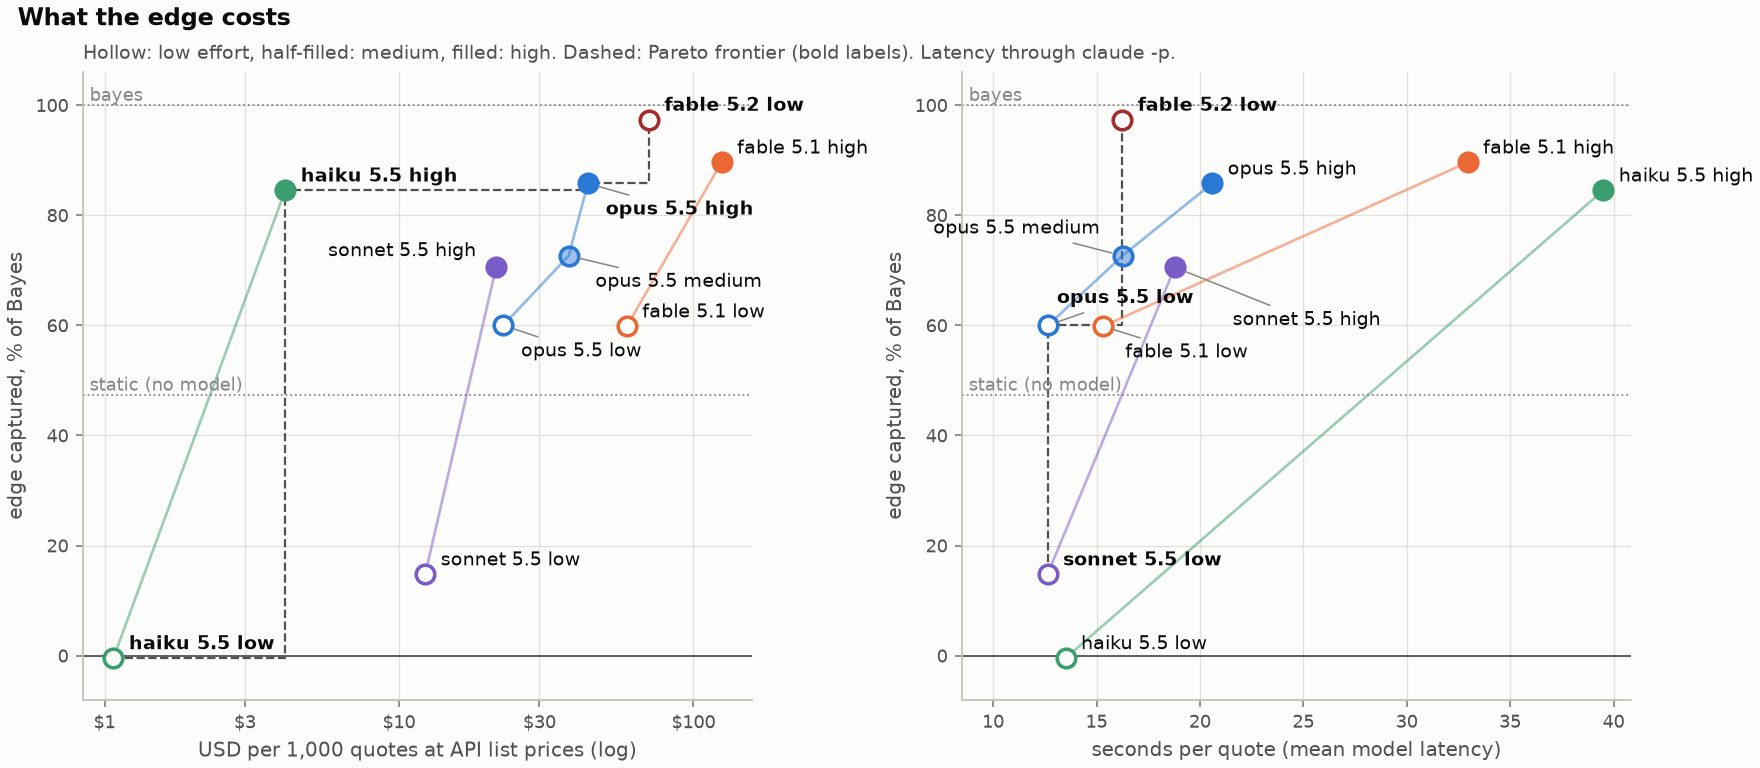 What the edge costs
Hollow: low effort, half-filled: medium, filled: high. Dashed: Pareto frontier (bold labels). Latency through claude -p.
edge captured, % of Bayes
100
80
60
40
20
0
bayes
fable 5.2 low
fable 5.1 high
haiku 5.5 high
opus 5.5 high
sonnet 5.5 high
opus 5.5 medium
fable 5.1 low
opus 5.5 low
static (no model)
sonnet 5.5 low
haiku 5.5 low
$1
$3
$10
$30
$100
USD per 1,000 quotes at API list prices (log)
edge captured, % of Bayes
100
80
60
40
20
0
bayes
fable 5.2 low
fable 5.1 high
opus 5.5 high
haiku 5.5 high
opus 5.5 medium
opus 5.5 low
sonnet 5.5 high
fable 5.1 low
static (no model)
sonnet 5.5 low
haiku 5.5 low
10
15
20
25
30
35
40
seconds per quote (mean model latency)